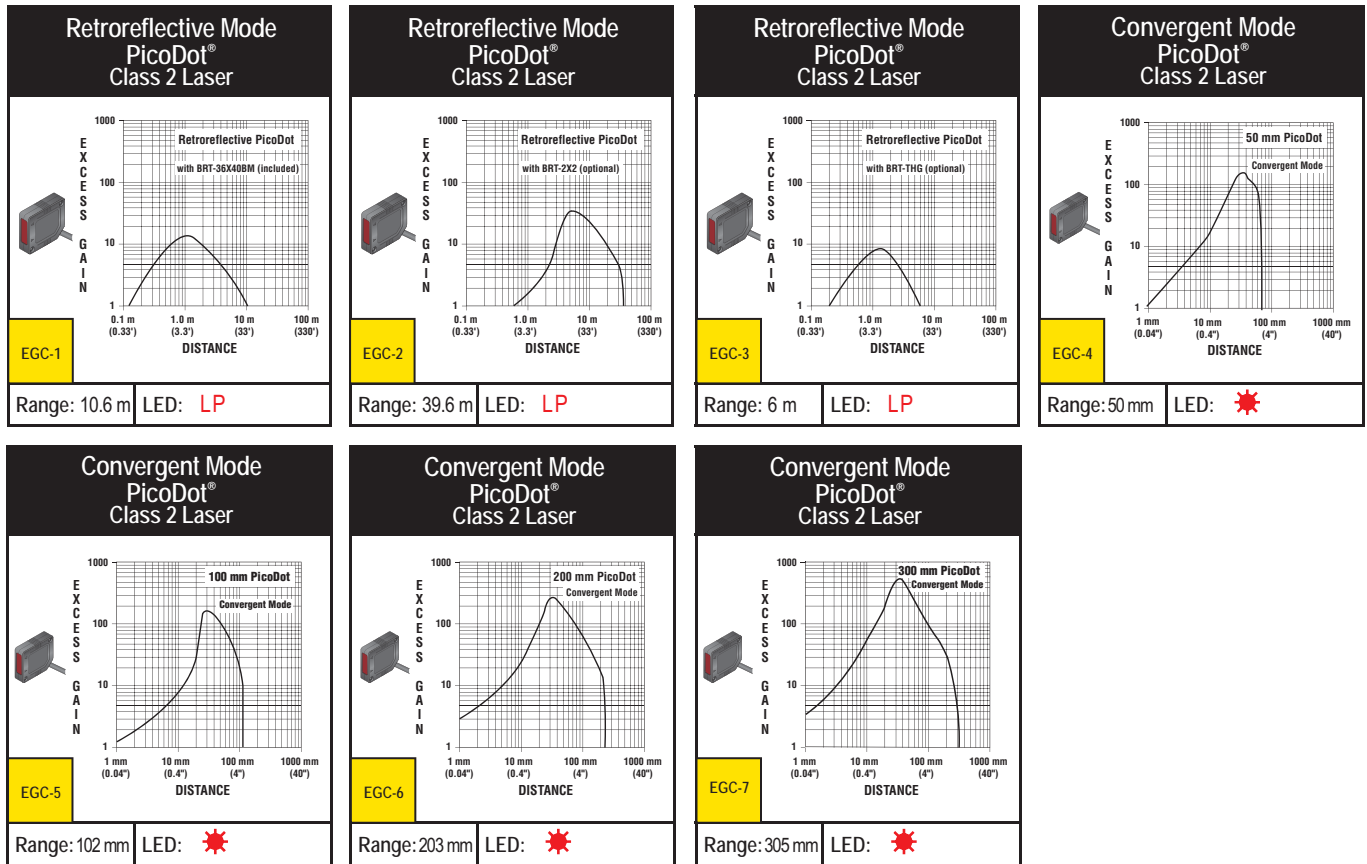 Retroreflective Mode
PicoDot®
Class 2 Laser
EXCESS GAIN
1000
100
10
1
Retroreflective PicoDot
with BRT-36X40BM (included)
0.1 m 1.0 m 10 m 100 m
(0.33') (3.3') (33') (330')
DISTANCE
EGC-1
Range: 10.6 m LED: LP
Retroreflective Mode
PicoDot®
Class 2 Laser
EXCESS GAIN
1000
100
10
1
Retroreflective PicoDot
with BRT-2X2 (optional)
0.1 m 1.0 m 10 m 100 m
(0.33') (3.3') (33') (330')
DISTANCE
EGC-2
Range: 39.6 m LED: LP
Retroreflective Mode
PicoDot®
Class 2 Laser
EXCESS GAIN
1000
100
10
1
Retroreflective PicoDot
with BRT-THG (optional)
0.1 m 1.0 m 10 m 100 m
(0.33') (3.3') (33') (330')
DISTANCE
EGC-3
Range: 6 m LED: LP
Convergent Mode
PicoDot®
Class 2 Laser
EXCESS GAIN
1000
100
10
1
50 mm PicoDot
Convergent Mode
1 mm 10 mm 100 mm 1000 mm
(0.04") (0.4") (4") (40")
DISTANCE
EGC-4
Range: 50 mm LED:
Convergent Mode
PicoDot®
Class 2 Laser
EXCESS GAIN
1000
100
10
1
100 mm PicoDot
Convergent Mode
1 mm 10 mm 100 mm 1000 mm
(0.04") (0.4") (4") (40")
DISTANCE
EGC-5
Range: 102 mm LED:
Convergent Mode
PicoDot®
Class 2 Laser
EXCESS GAIN
1000
100
10
1
200 mm PicoDot
Convergent Mode
1 mm 10 mm 100 mm 1000 mm
(0.04") (0.4") (4") (40")
DISTANCE
EGC-6
Range: 203 mm LED:
Convergent Mode
PicoDot®
Class 2 Laser
EXCESS GAIN
1000
100
10
1
300 mm PicoDot
Convergent Mode
1 mm 10 mm 100 mm 1000 mm
(0.04") (0.4") (4") (40")
DISTANCE
EGC-7
Range: 305 mm LED: